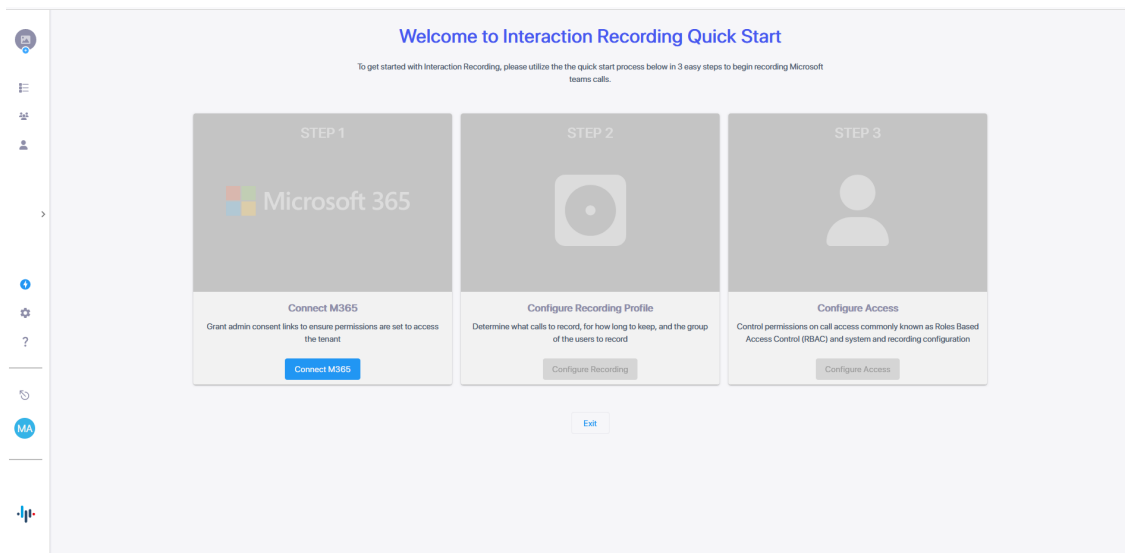 Welcome to Interaction Recording Quick Start
To get started with Interaction Recording, please utilize the the quick start process below in 3 easy steps to begin recording Microsoft
teams calls.
STEP 1
Microsoft 365
Connect M365
Grant admin consent links to ensure permissions are set to access
the tenant
Connect M365
STEP 2
Configure Recording Profile
Determine what calls to record, for how long to keep, and the group
of the users to record
Configure Recording
STEP 3
Configure Access
Control permissions on call access commonly known as Roles Based
Access Control (RBAC) and system and recording configuration
Configure Access
Exit
?
MA